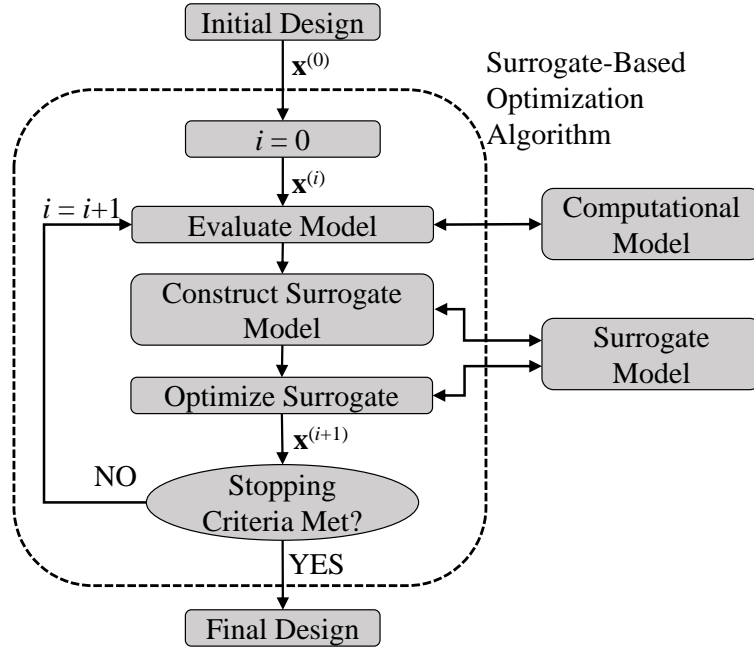 Initial Design
x^(0)
Surrogate-Based
Optimization
Algorithm
i = 0
x^(i)
i = i+1
Evaluate Model
Computational
Model
Construct Surrogate
Model
Surrogate
Model
Optimize Surrogate
x^(i+1)
NO
Stopping
Criteria Met?
YES
Final Design